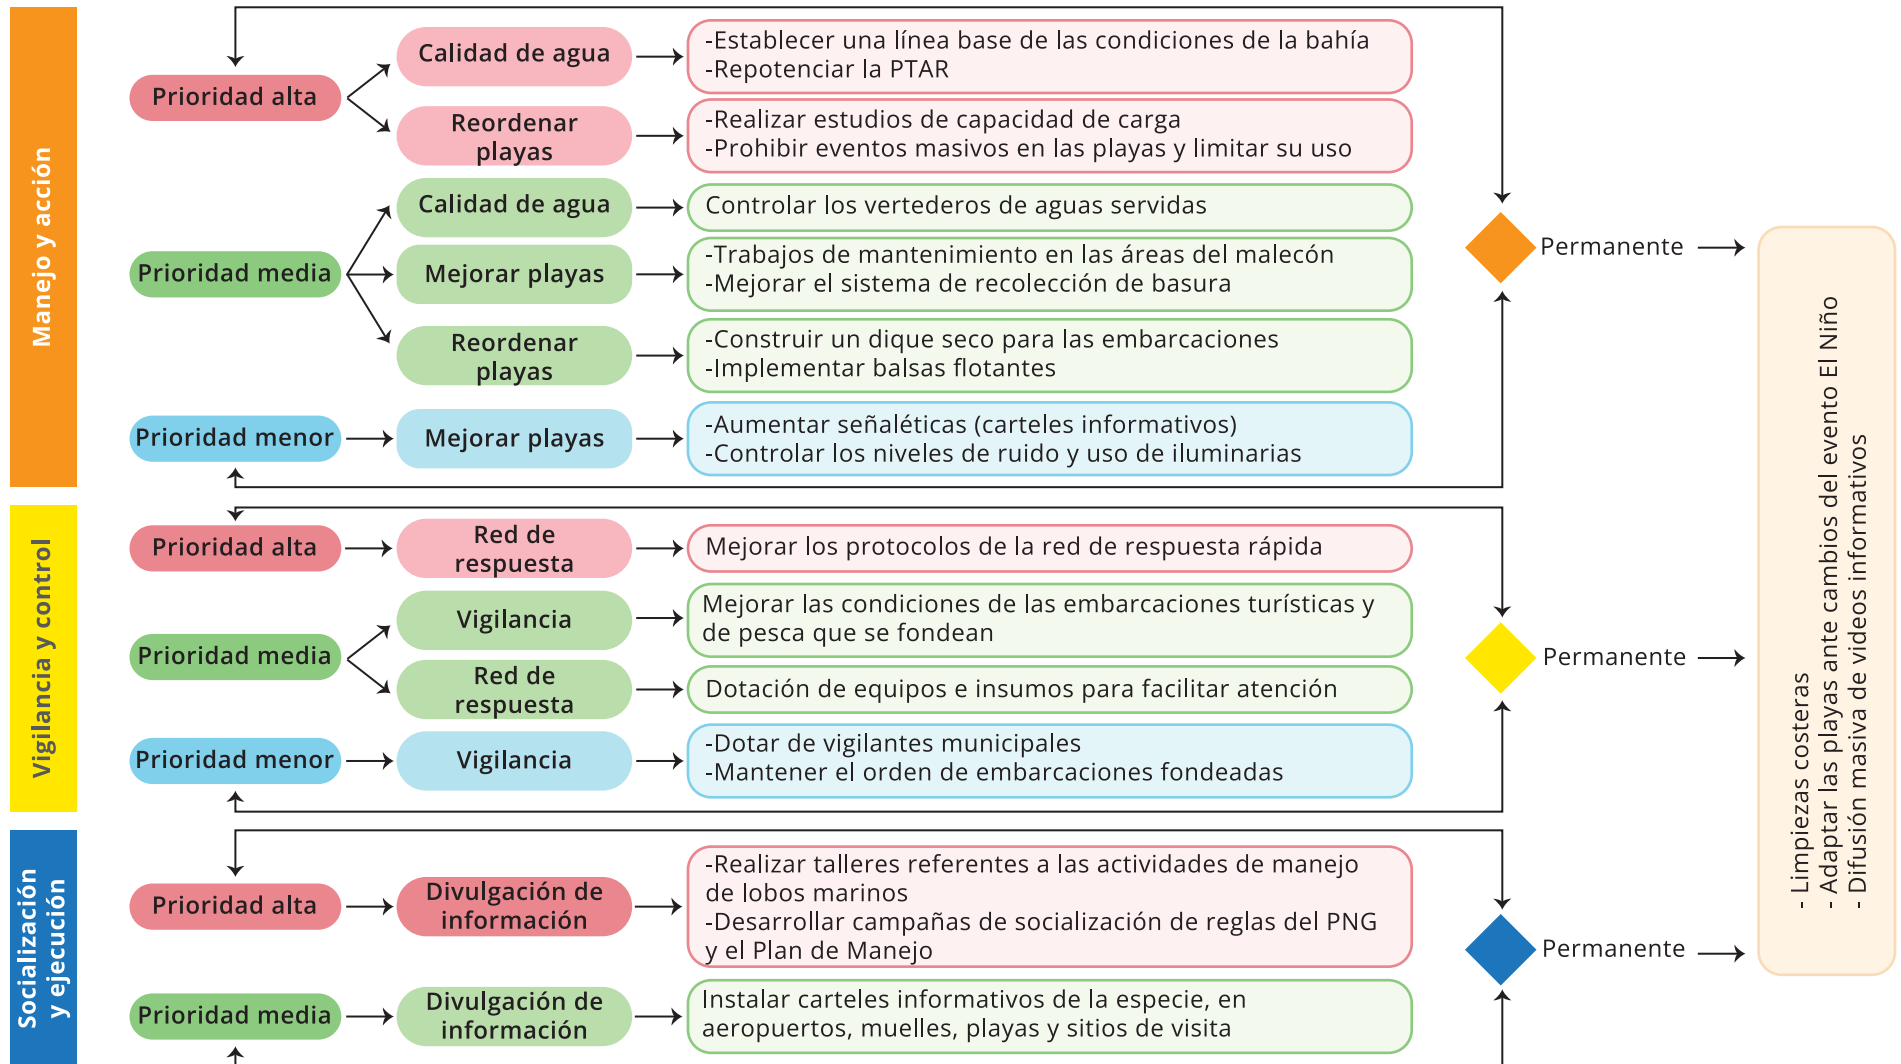 Manejo y acción
Prioridad alta
Calidad de agua
-Establecer una línea base de las condiciones de la bahía
-Repotenciar la PTAR
Reordenar
playas
-Realizar estudios de capacidad de carga
-Prohibir eventos masivos en las playas y limitar su uso
Prioridad media
Calidad de agua
Controlar los vertederos de aguas servidas
Mejorar playas
-Trabajos de mantenimiento en las áreas del malecón
-Mejorar el sistema de recolección de basura
Reordenar
playas
-Construir un dique seco para las embarcaciones
-Implementar balsas flotantes
Prioridad menor
Mejorar playas
-Aumentar señaléticas (carteles informativos)
-Controlar los niveles de ruido y uso de iluminarias
Permanente
Vigilancia y control
Prioridad alta
Red de
respuesta
Mejorar los protocolos de la red de respuesta rápida
Prioridad media
Vigilancia
Mejorar las condiciones de las embarcaciones turísticas y
de pesca que se fondean
Red de
respuesta
Dotación de equipos e insumos para facilitar atención
Prioridad menor
Vigilancia
-Dotar de vigilantes municipales
-Mantener el orden de embarcaciones fondeadas
Permanente
Socialización
y ejecución
Prioridad alta
Divulgación de
información
-Realizar talleres referentes a las actividades de manejo
de lobos marinos
-Desarrollar campañas de socialización de reglas del PNG
y el Plan de Manejo
Prioridad media
Divulgación de
información
Instalar carteles informativos de la especie, en
aeropuertos, muelles, playas y sitios de visita
Permanente
- Limpiezas costeras
- Adaptar las playas ante cambios del evento El Niño
- Difusión masiva de videos informativos